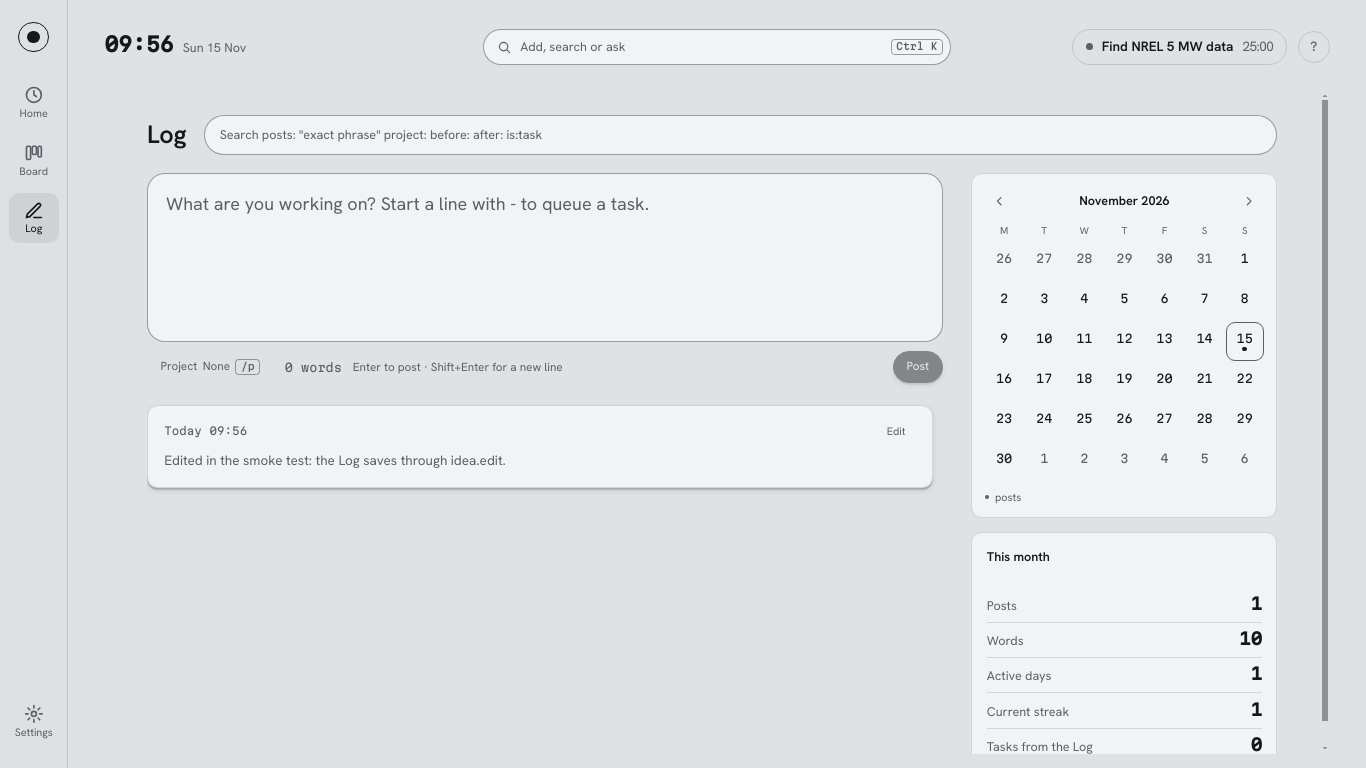 09:56 Sun 15 Nov
Add, search or ask Ctrl K
Find NREL 5 MW data 25:00
?
Home
Board
Log
Settings
Log
Search posts: "exact phrase" project: before: after: is:task
What are you working on? Start a line with - to queue a task.
Project None /p 0 words Enter to post · Shift+Enter for a new line Post
Today 09:56 Edit
Edited in the smoke test: the Log saves through idea.edit.
November 2026
M T W T F S S
26 27 28 29 30 31 1
2 3 4 5 6 7 8
9 10 11 12 13 14 15
16 17 18 19 20 21 22
23 24 25 26 27 28 29
30 1 2 3 4 5 6
posts
This month
Posts 1
Words 10
Active days 1
Current streak 1
Tasks from the Log 0